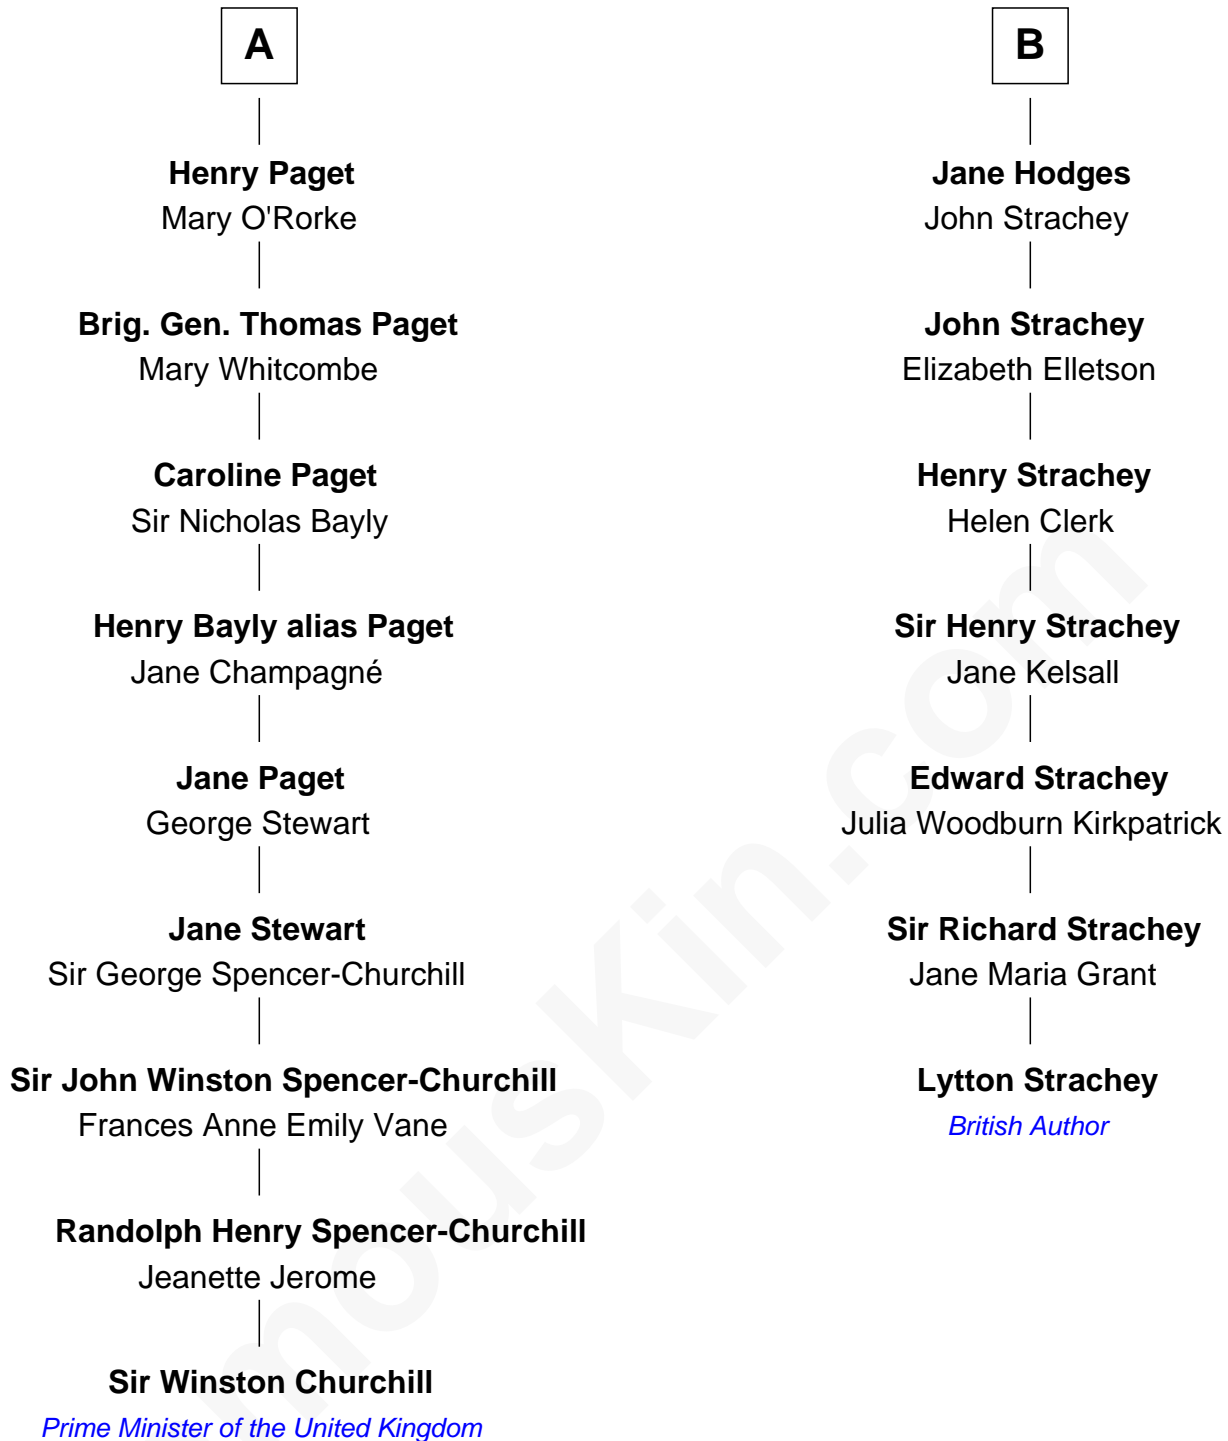 A
Henry Paget
Mary O'Rorke
Brig. Gen. Thomas Paget
Mary Whitcombe
Caroline Paget
Sir Nicholas Bayly
Henry Bayly alias Paget
Jane Champagné
Jane Paget
George Stewart
Jane Stewart
Sir George Spencer-Churchill
Sir John Winston Spencer-Churchill
Frances Anne Emily Vane
Randolph Henry Spencer-Churchill
Jeanette Jerome
Sir Winston Churchill
Prime Minister of the United Kingdom
B
Jane Hodges
John Strachey
John Strachey
Elizabeth Elletson
Henry Strachey
Helen Clerk
Sir Henry Strachey
Jane Kelsall
Edward Strachey
Julia Woodburn Kirkpatrick
Sir Richard Strachey
Jane Maria Grant
Lytton Strachey
British Author
mousKin.com